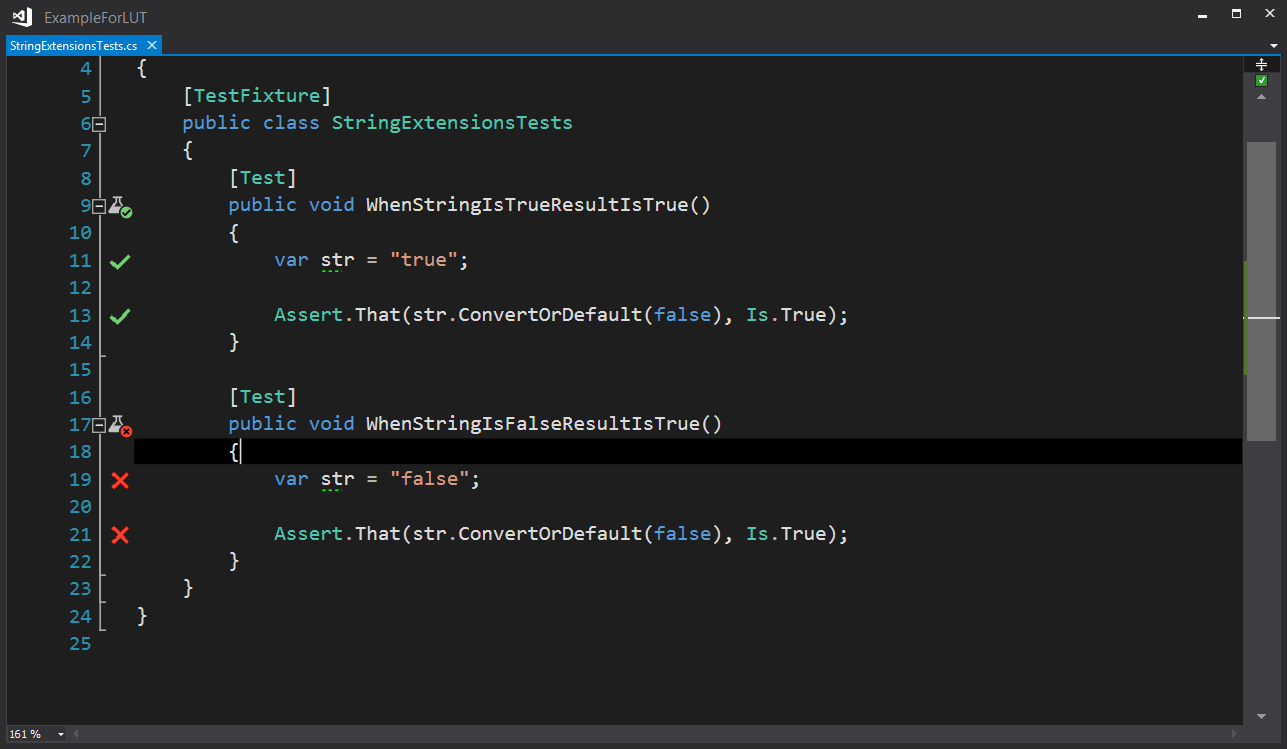 ExampleForLUT
StringExtensionsTests.cs
4 {
5 [TestFixture]
6 public class StringExtensionsTests
7 {
8 [Test]
9 public void WhenStringIsTrueResultIsTrue()
10 {
11 var str = "true";
12
13 Assert.That(str.ConvertOrDefault(false), Is.True);
14 }
15
16 [Test]
17 public void WhenStringIsFalseResultIsTrue()
18 {
19 var str = "false";
20
21 Assert.That(str.ConvertOrDefault(false), Is.True);
22 }
23 }
24 }
25
161 %